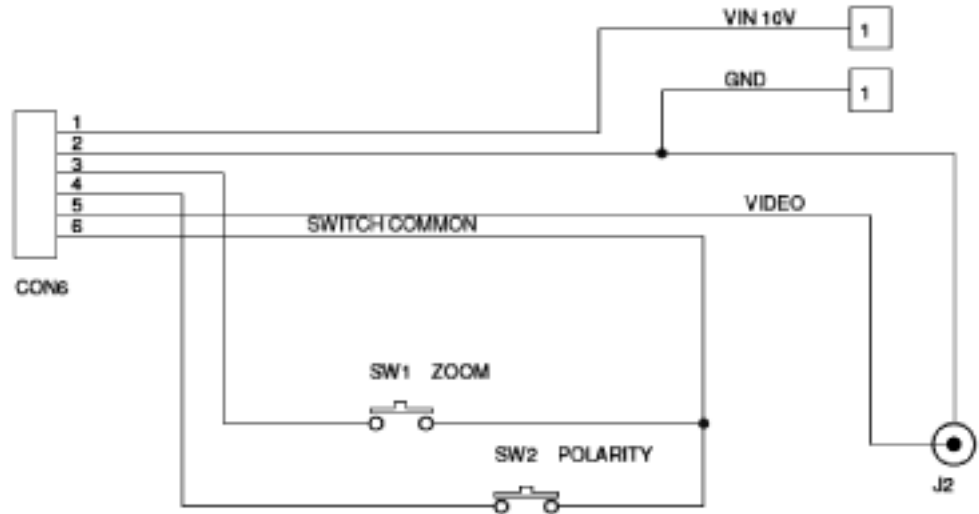 VIN 10V
1
GND
1
1
2
3
4
5
6
VIDEO
SWITCH COMMON
CON6
SW1 ZOOM
SW2 POLARITY
J2